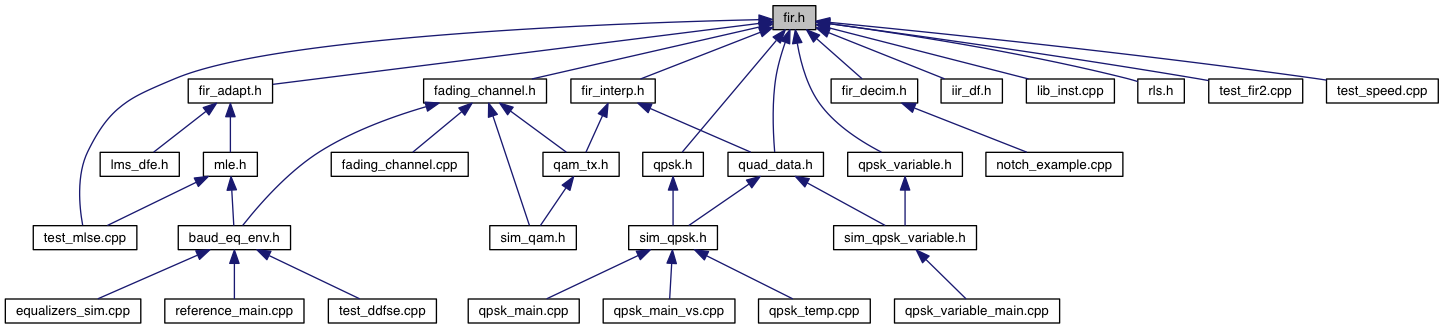 fir.h
fir_adapt.h
fading_channel.h
fir_interp.h
fir_decim.h
iir_df.h
lib_inst.cpp
rls.h
test_fir2.cpp
test_speed.cpp
lms_dfe.h
mle.h
fading_channel.cpp
qam_tx.h
qpsk.h
quad_data.h
qpsk_variable.h
notch_example.cpp
test_mlse.cpp
baud_eq_env.h
sim_qam.h
sim_qpsk.h
sim_qpsk_variable.h
equalizers_sim.cpp
reference_main.cpp
test_ddfse.cpp
qpsk_main.cpp
qpsk_main_vs.cpp
qpsk_temp.cpp
qpsk_variable_main.cpp